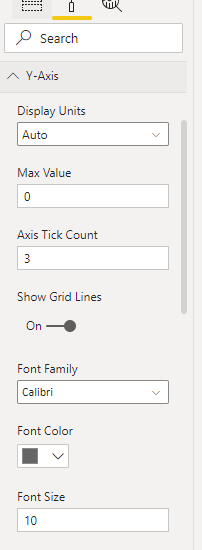 Search
Y-Axis
Display Units
Auto
Max Value
0
Axis Tick Count
3
Show Grid Lines
On
Font Family
Calibri
Font Color
Font Size
10